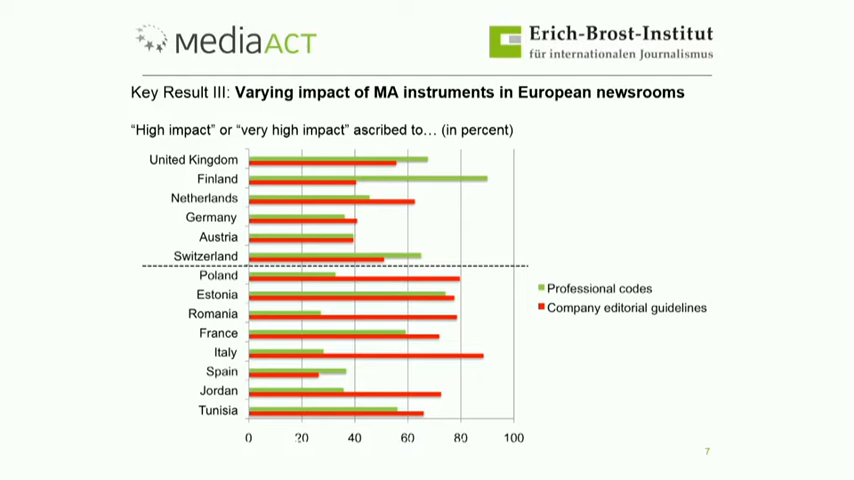 MediaACT
Erich-Brost-Institut
für internationalen Journalismus
Key Result III: Varying impact of MA instruments in European newsrooms
“High impact” or “very high impact” ascribed to… (in percent)
United Kingdom
Finland
Netherlands
Germany
Austria
Switzerland
Poland
Estonia
Romania
France
Italy
Spain
Jordan
Tunisia
0 20 40 60 80 100
Professional codes
Company editorial guidelines
7